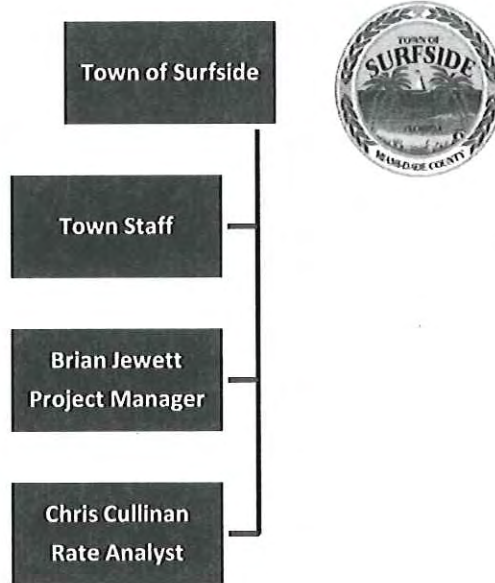 Town of Surfside
TOWN OF
SURFSIDE
FLORIDA
MIAMI-DADE COUNTY
Town Staff
Brian Jewett
Project Manager
Chris Cullinan
Rate Analyst